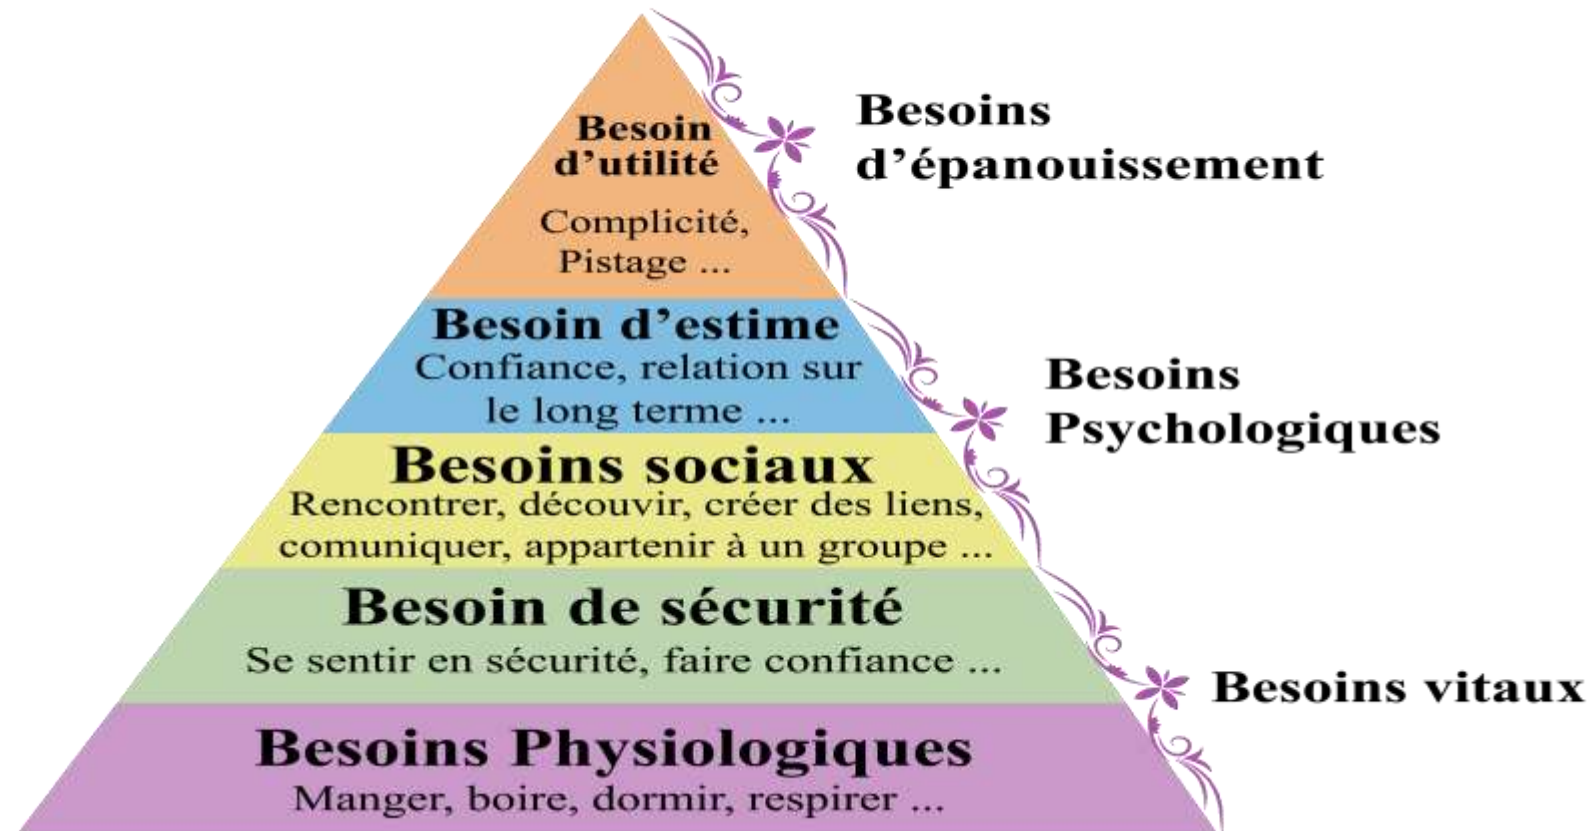 Besoin
d’utilité
Complicité,
Pistage ...
Besoins
d’épanouissement
Besoin d’estime
Confiance, relation sur
le long terme ...
Besoins
Psychologiques
Besoins sociaux
Rencontrer, découvir, créer des liens,
comuniquer, appartenir à un groupe ...
Besoin de sécurité
Se sentir en sécurité, faire confiance ...
Besoins vitaux
Besoins Physiologiques
Manger, boire, dormir, respirer ...